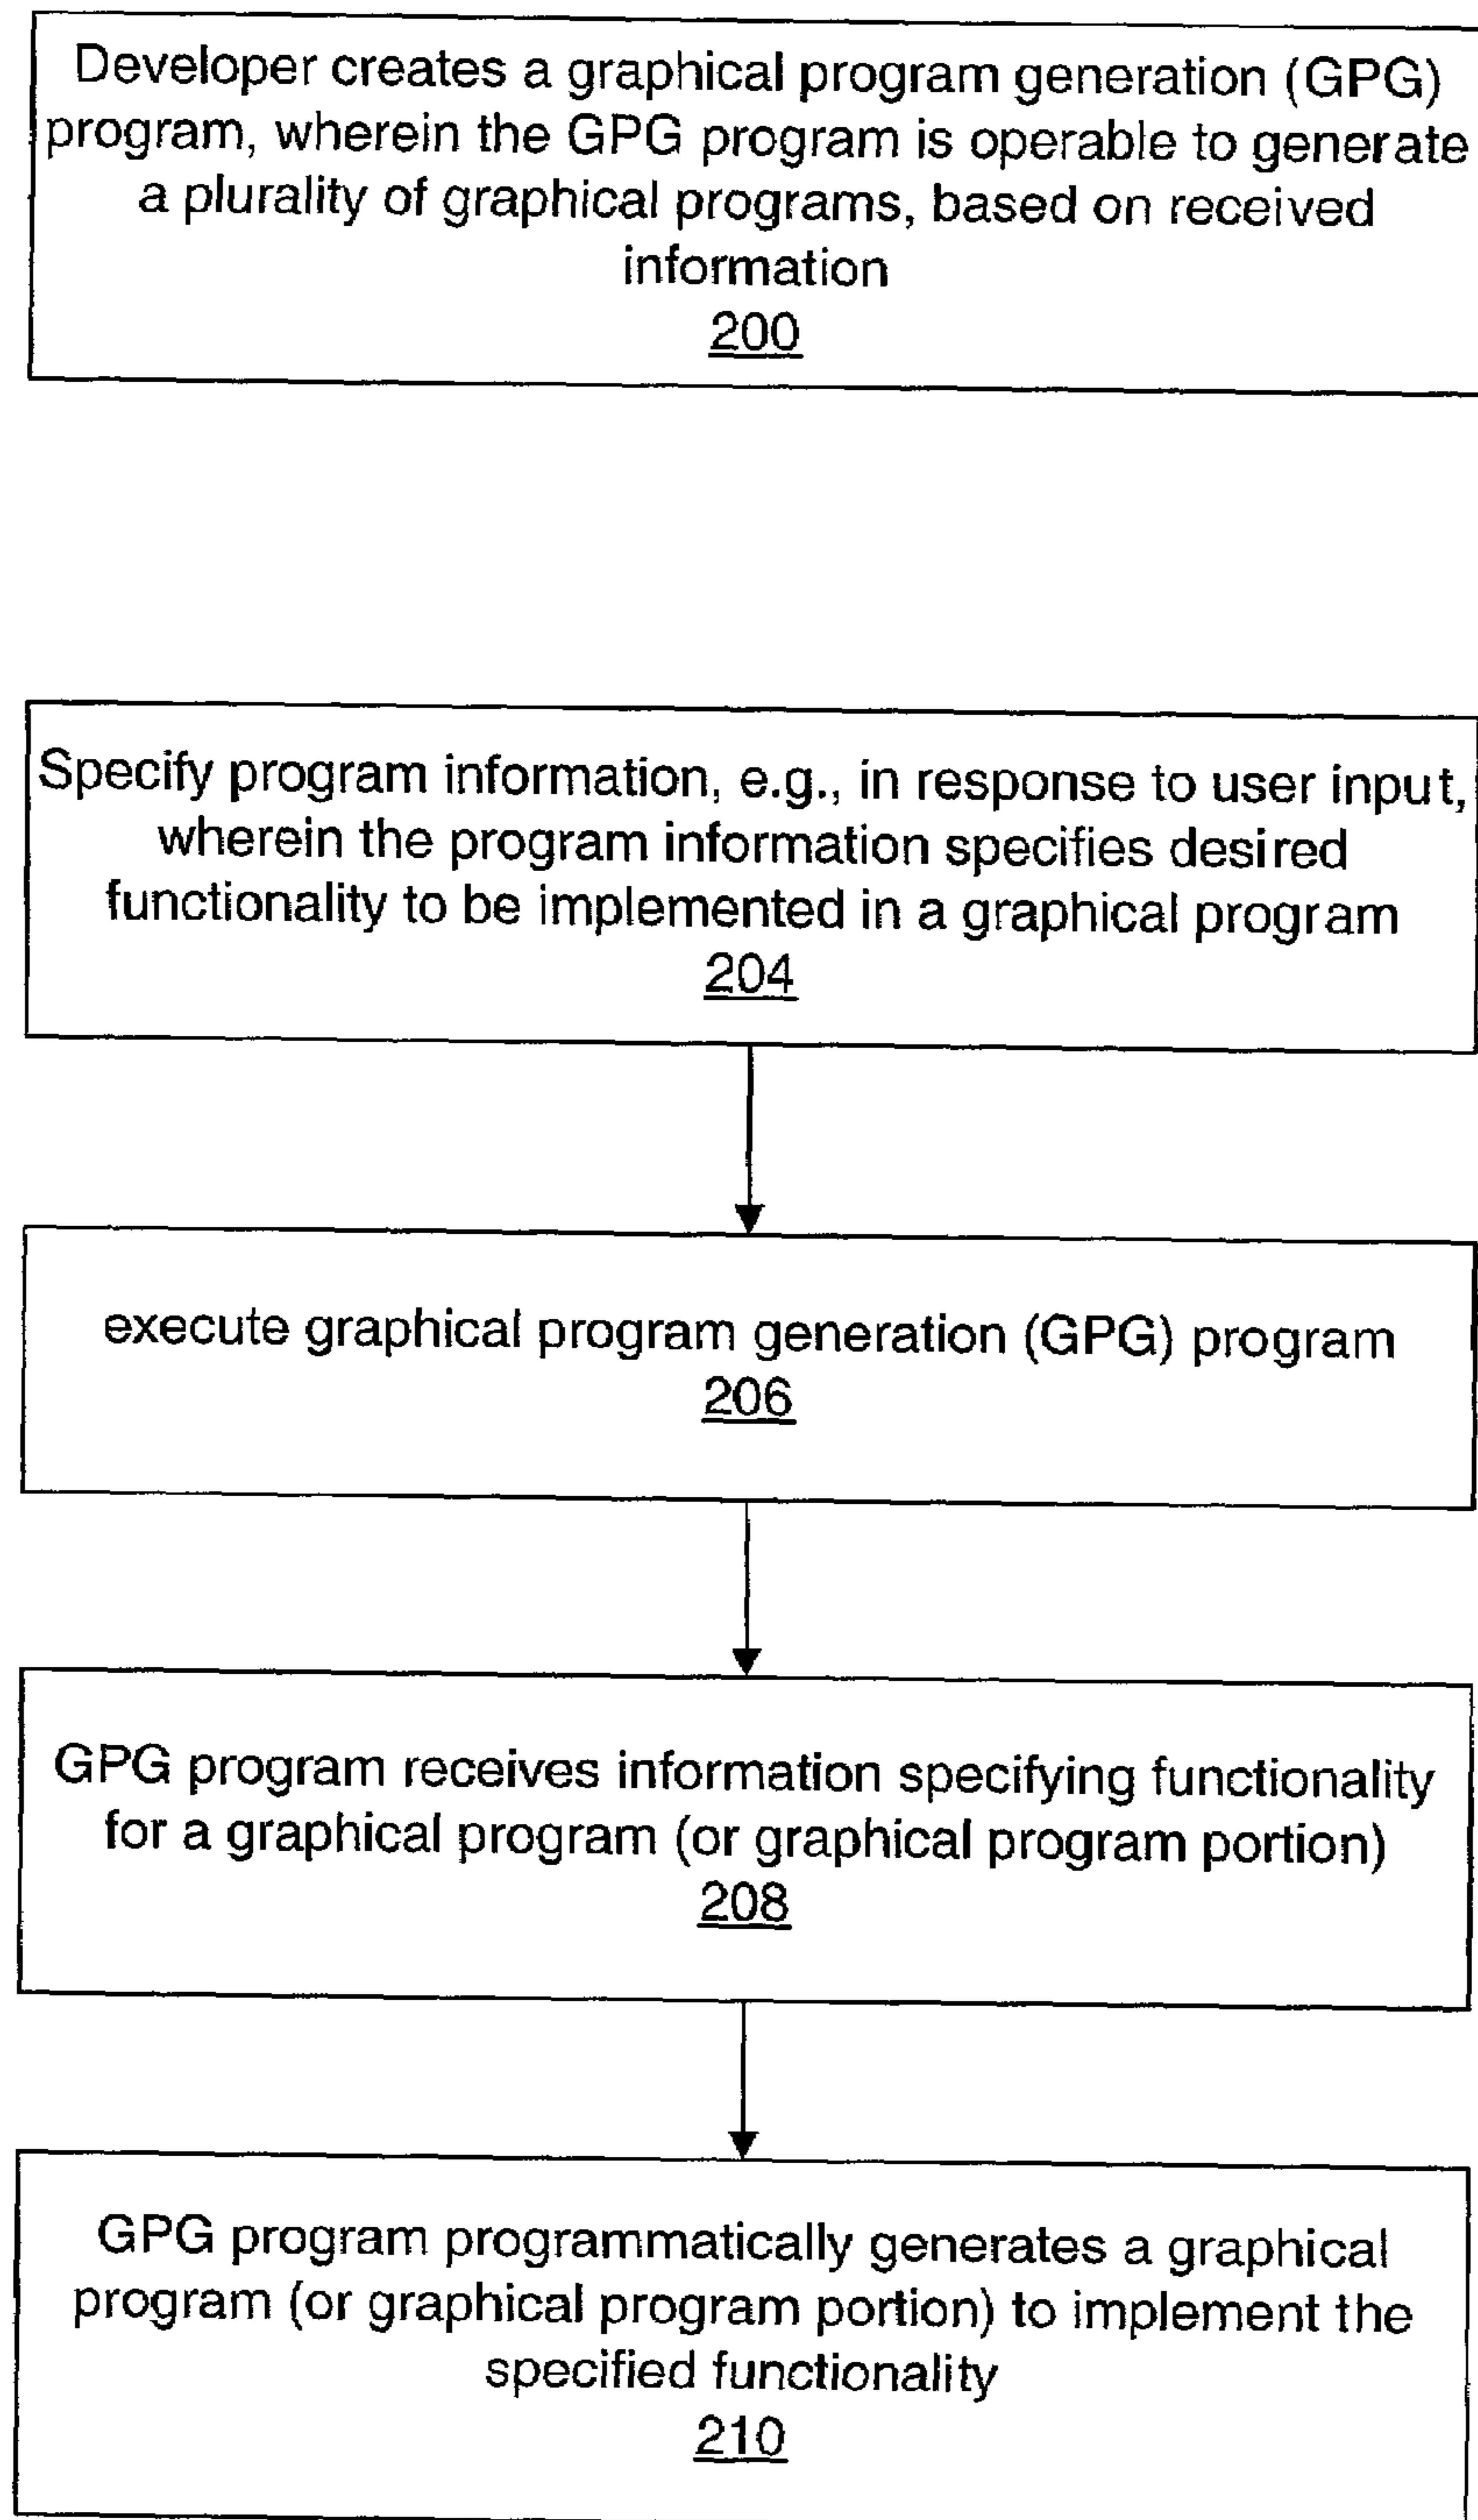 Developer creates a graphical program generation (GPG)
program, wherein the GPG program is operable to generate
a plurality of graphical programs, based on received
information
200
Specify program information, e.g., in response to user input,
wherein the program information specifies desired
functionality to be implemented in a graphical program
204
execute graphical program generation (GPG) program
206
GPG program receives information specifying functionality
for a graphical program (or graphical program portion)
208
GPG program programmatically generates a graphical
program (or graphical program portion) to implement the
specified functionality
210